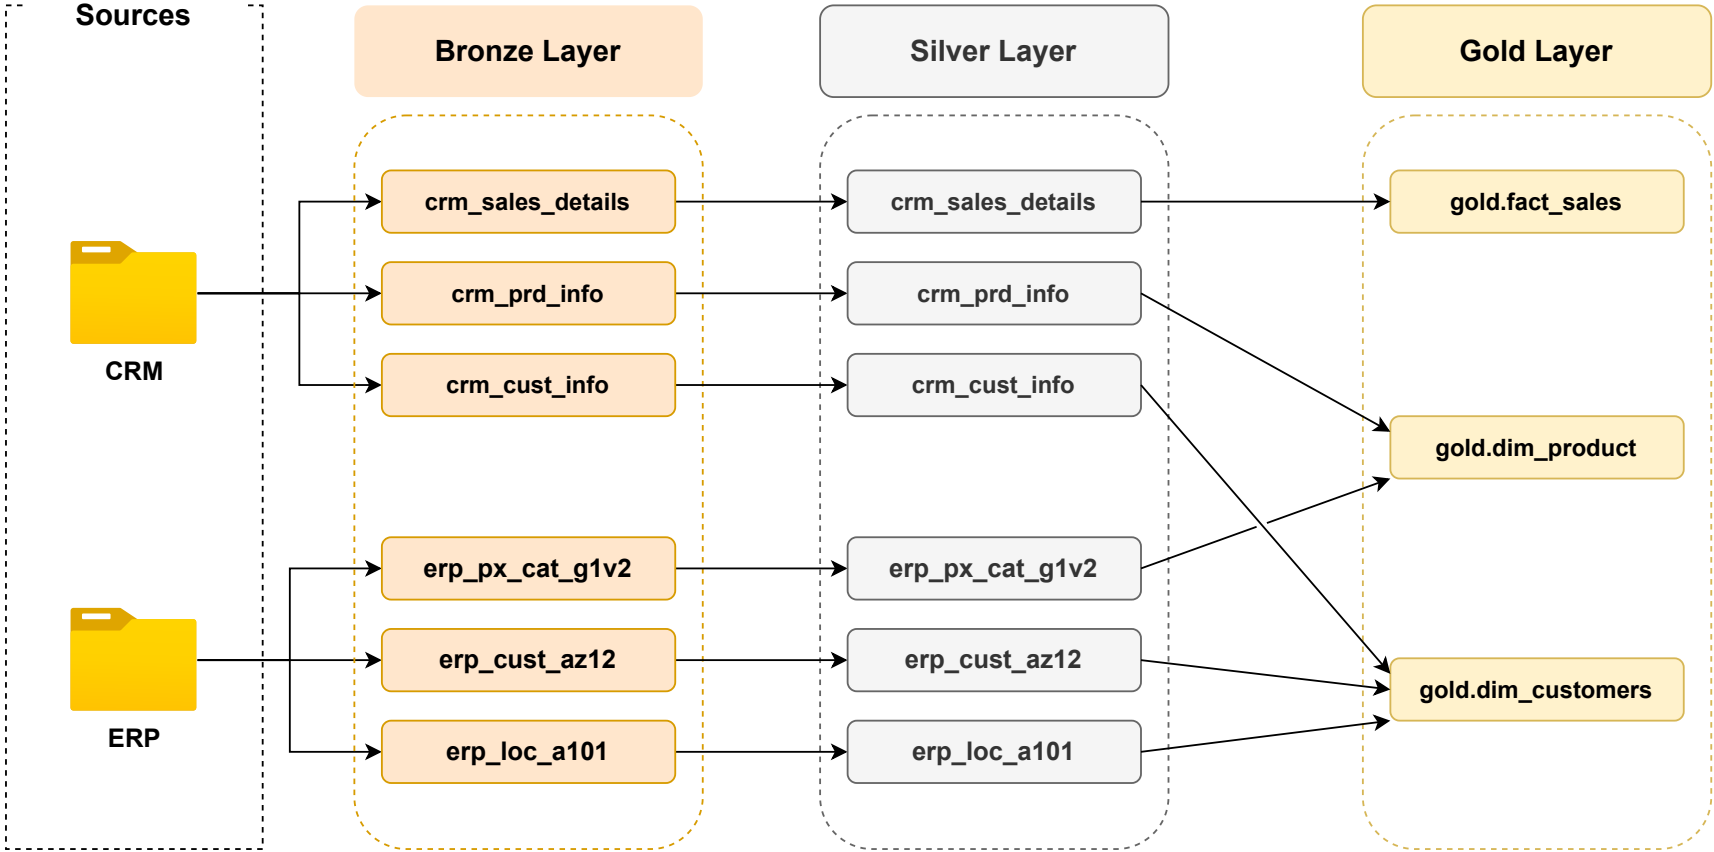 Sources
Bronze Layer
Silver Layer
Gold Layer
crm_sales_details
crm_sales_details
gold.fact_sales
crm_prd_info
crm_prd_info
CRM
crm_cust_info
crm_cust_info
gold.dim_product
erp_px_cat_g1v2
erp_px_cat_g1v2
erp_cust_az12
erp_cust_az12
gold.dim_customers
ERP
erp_loc_a101
erp_loc_a101